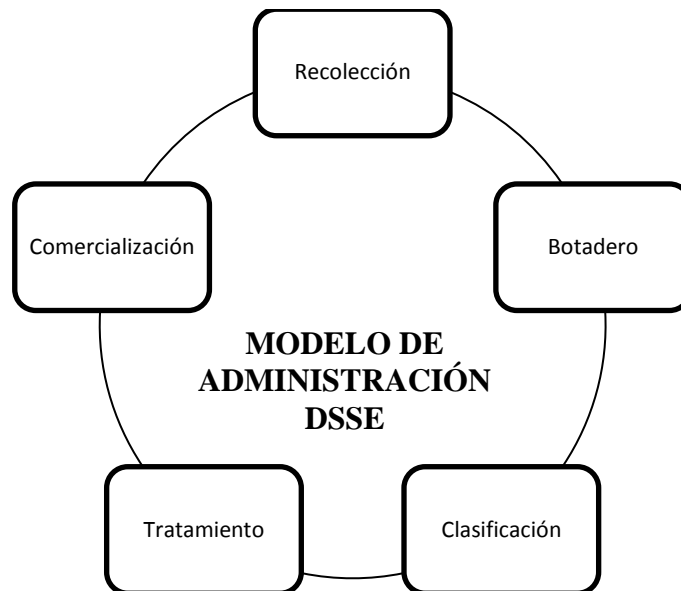 Recolección
Comercialización
Botadero
MODELO DE
ADMINISTRACIÓN
DSSE
Tratamiento
Clasificación